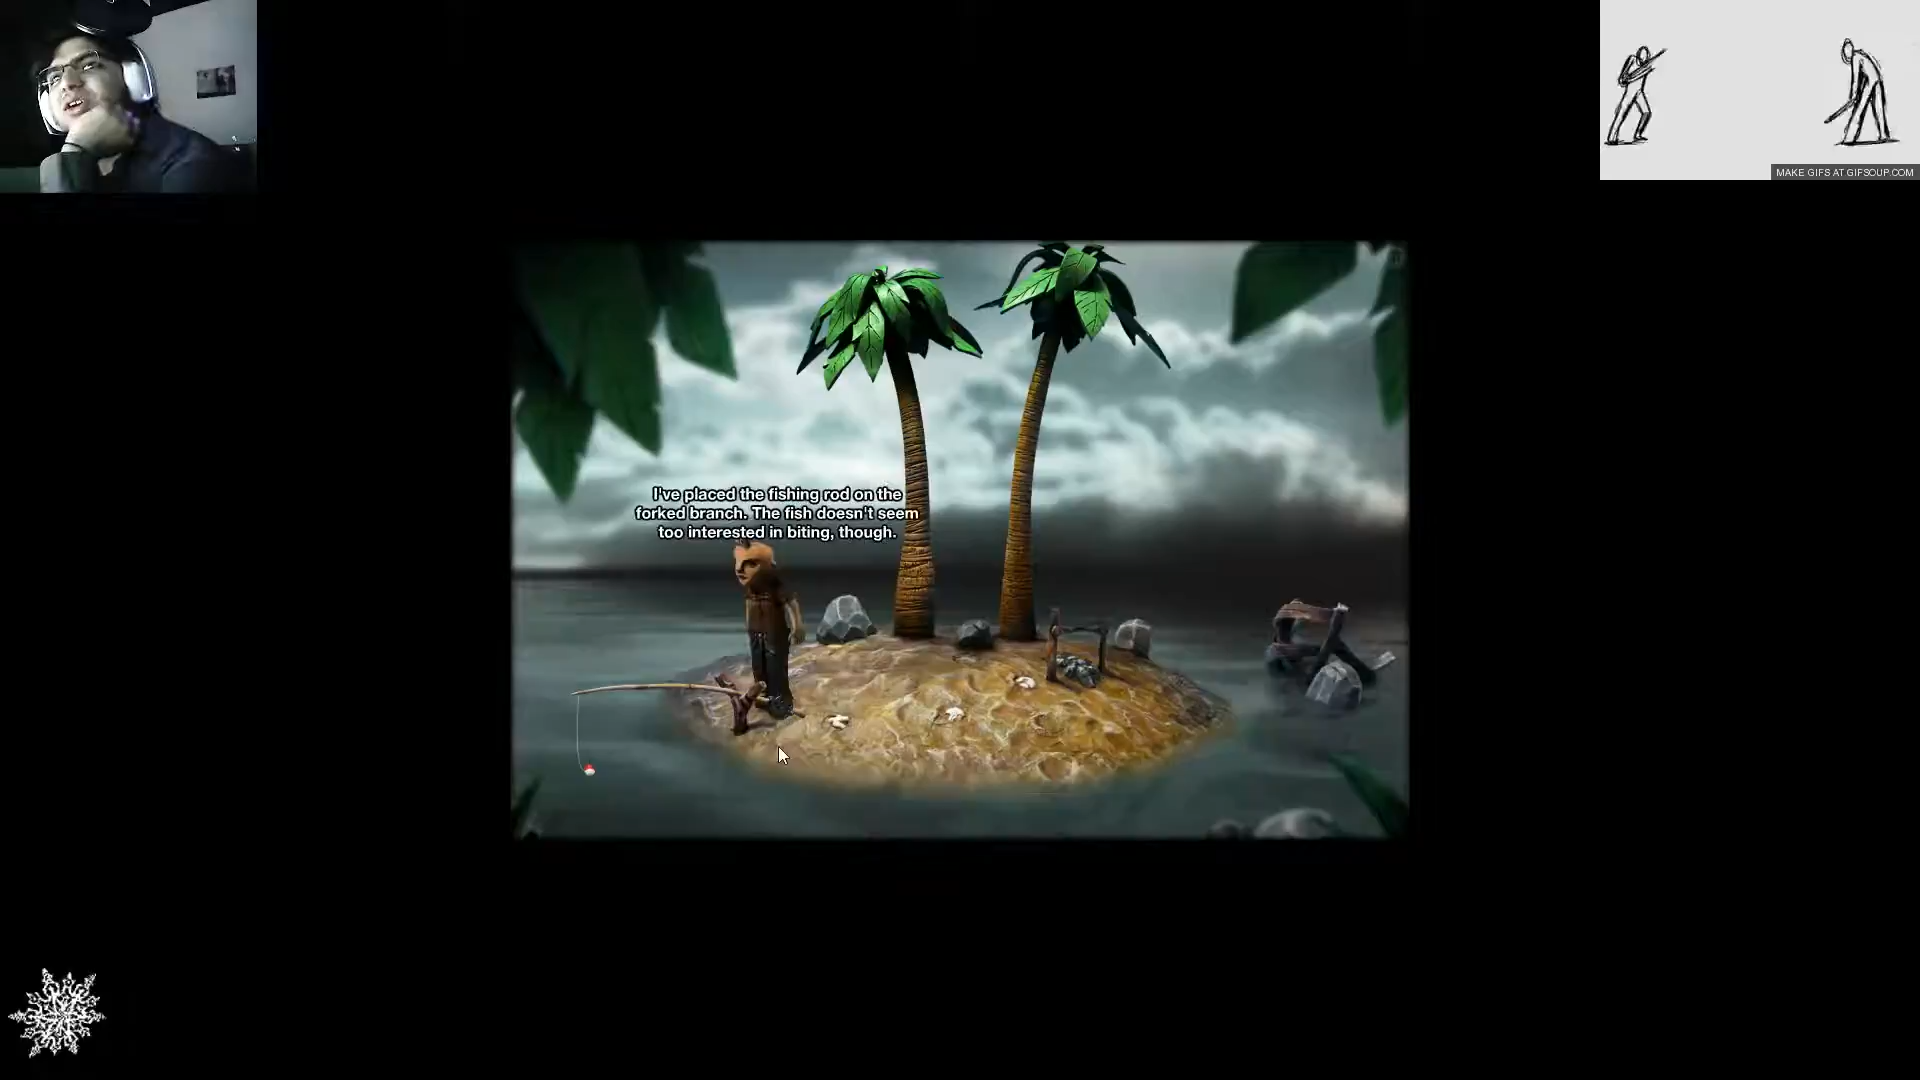 MAKE GIFS AT GIFSOUP.COM
I've placed the fishing rod on the
forked branch. The fish doesn't seem
too interested in biting, though.